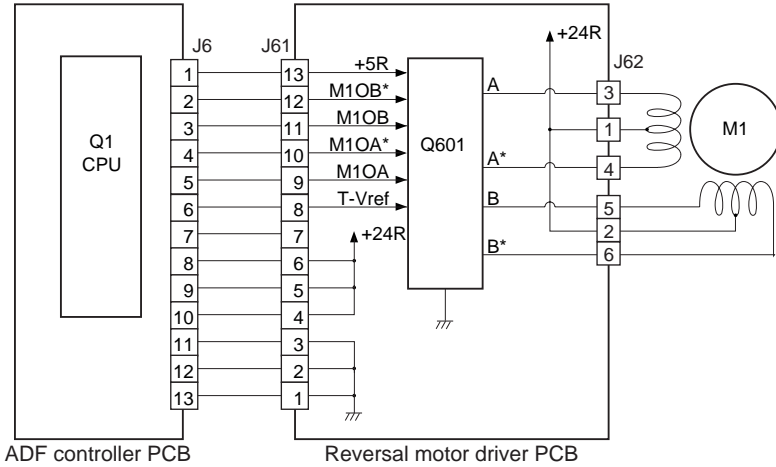 J6 J61 +24R J62
1 13 +5R
2 12 M1OB* A 3
3 11 M1OB 1 M1
Q1
CPU
Q601
4 10 M1OA* A* 4
5 9 M1OA
6 8 T-Vref B 5
7 7 +24R 2
8 6 B* 6
9 5
10 4
11 3
12 2
13 1
ADF controller PCB Reversal motor driver PCB